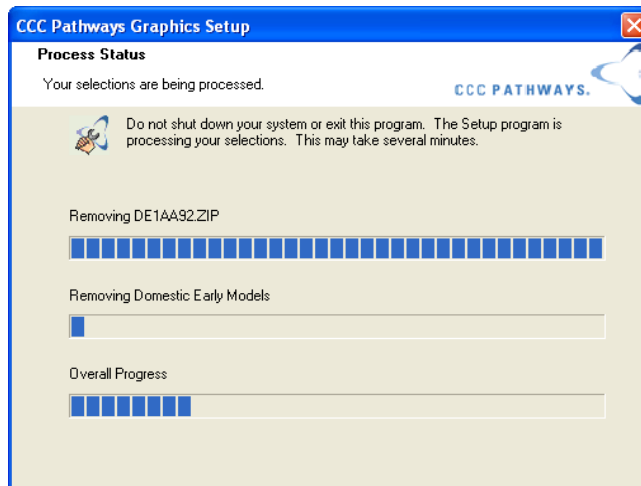 CCC Pathways Graphics Setup
Process Status
Your selections are being processed.
CCC PATHWAYS.
Do not shut down your system or exit this program. The Setup program is
processing your selections. This may take several minutes.
Removing DE1AA92.ZIP
Removing Domestic Early Models
Overall Progress